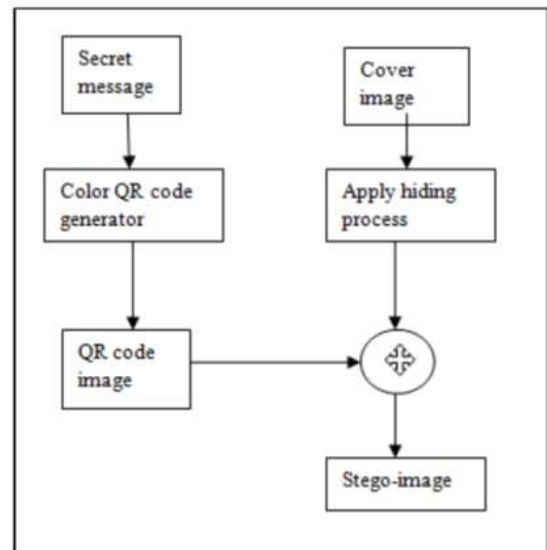 Secret
message
Cover
image
Color QR code
generator
Apply hiding
process
QR code
image
Stego-image